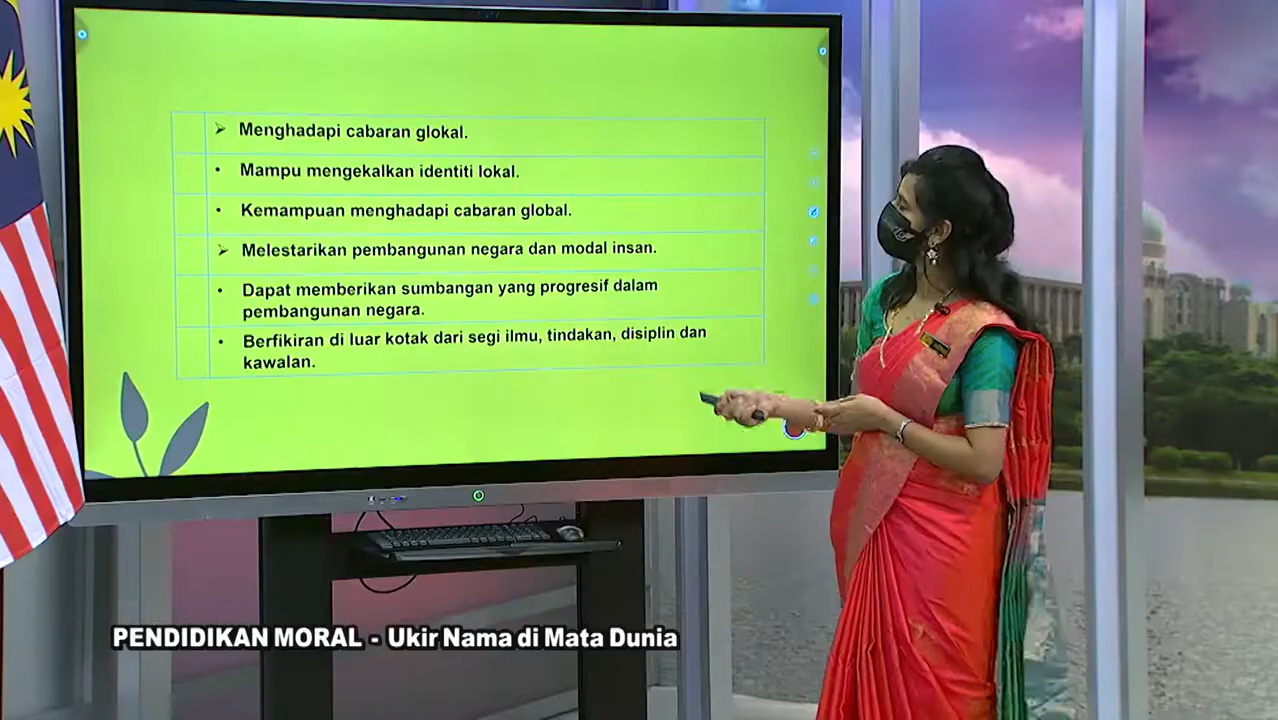 ➢ Menghadapi cabaran glokal.
• Mampu mengekalkan identiti lokal.
• Kemampuan menghadapi cabaran global.
➢ Melestarikan pembangunan negara dan modal insan.
• Dapat memberikan sumbangan yang progresif dalam
pembangunan negara.
• Berfikiran di luar kotak dari segi ilmu, tindakan, disiplin dan
kawalan.
PENDIDIKAN MORAL - Ukir Nama di Mata Dunia